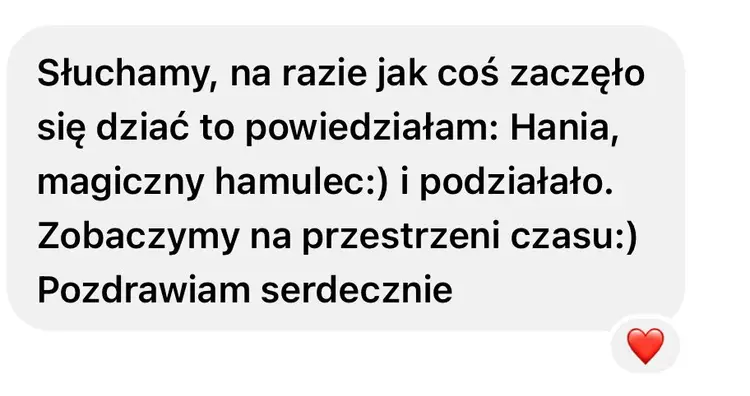 Słuchamy, na razie jak coś zaczęło
się dziać to powiedziałam: Hania,
magiczny hamulec:) i podziałało.
Zobaczymy na przestrzeni czasu:)
Pozdrawiam serdecznie